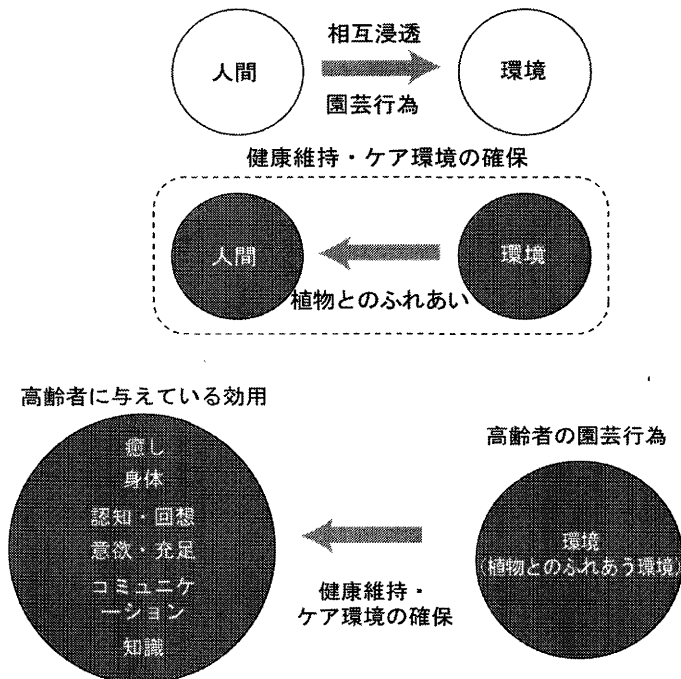 相互浸透
人間
環境
園芸行為
健康維持・ケア環境の確保
人間
環境
植物とのふれあい
高齢者に与えている効用
癒し
身体
認知・回想
意欲・充足
コミュニケ
ーション
知識
健康維持・
ケア環境の確保
高齢者の園芸行為
環境
(植物とのふれあう環境)